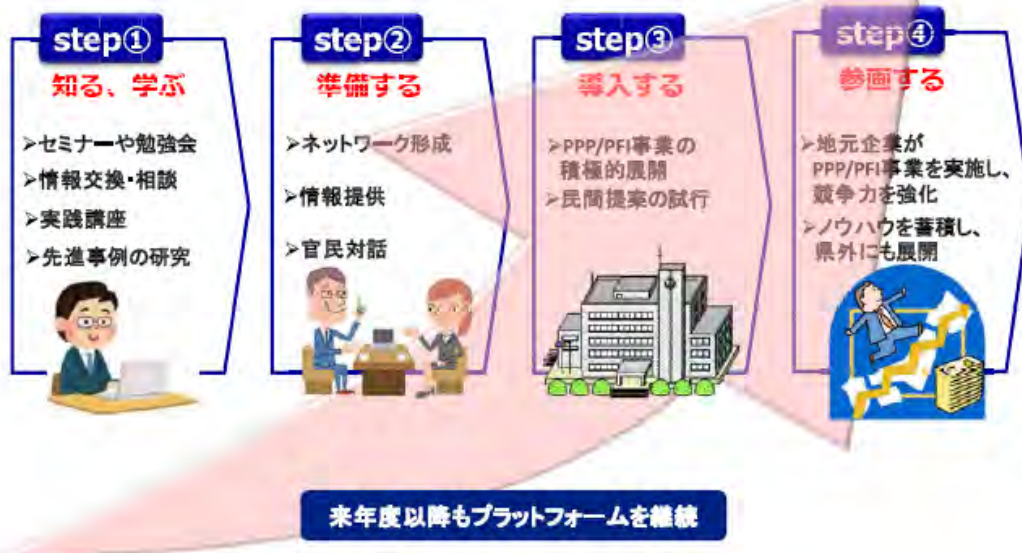 step①
知る、学ぶ
➢セミナーや勉強会
➢情報交換・相談
➢実践講座
➢先進事例の研究
step②
準備する
➢ネットワーク形成
➢情報提供
➢官民対話
step③
導入する
➢PPP/PFI事業の
積極的展開
➢民間提案の試行
step④
参画する
➢地元企業が
PPP/PFI事業を実施し、
競争力を強化
➢ノウハウを蓄積し、
県外にも展開
来年度以降もプラットフォームを継続